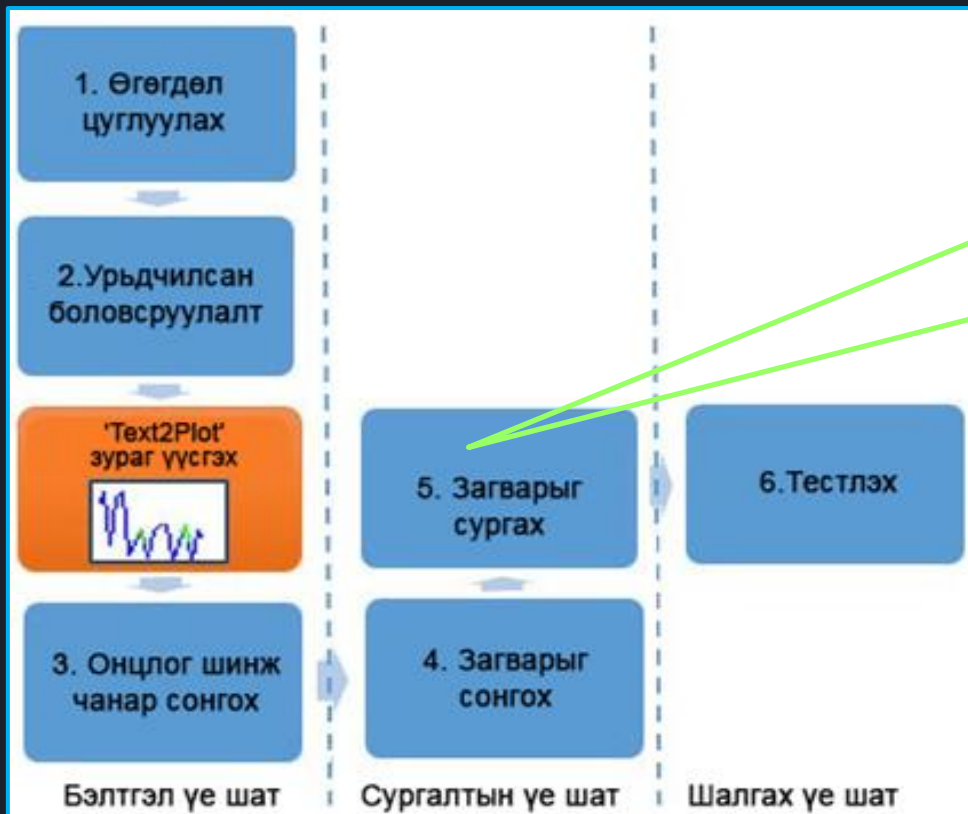 1. Өгөгдөл
цуглуулах
2.Урьдчилсан
боловсруулалт
'Text2Plot'
зураг үүсгэх
3. Онцлог шинж
чанар сонгох
4. Загварыг
сонгох
5. Загварыг
сургах
6.Тестлэх
Бэлтгэл үе шат
Сургалтын үе шат
Шалгах үе шат